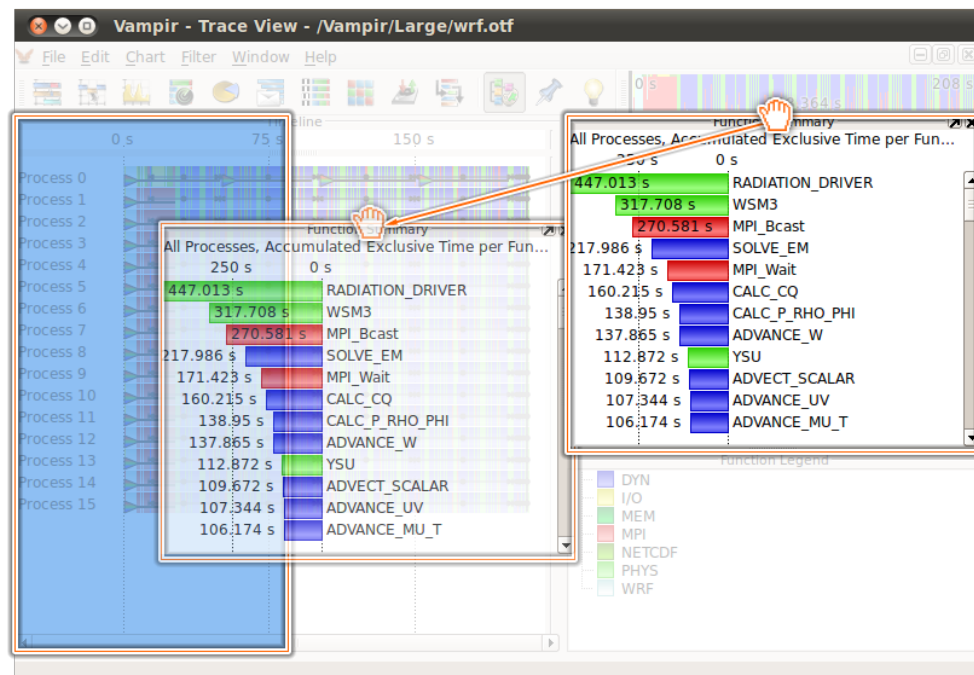 Vampir - Trace View - /Vampir/Large/wrf.otf
File Edit Chart Filter Window Help
0 s 208 s
Timeline
0 s 75 s 150 s
Process 0
Process 1
Process 2
Process 3
Process 4
Process 5
Process 6
Process 7
Process 8
Process 9
Process 10
Process 11
Process 12
Process 13
Process 14
Process 15
Function Summary
All Processes, Accumulated Exclusive Time per Fun...
250 s 0 s
447.013 s RADIATION_DRIVER
317.708 s WSM3
270.581 s MPI_Bcast
217.986 s SOLVE_EM
171.423 s MPI_Wait
160.215 s CALC_CQ
138.95 s CALC_P_RHO_PHI
137.865 s ADVANCE_W
112.872 s YSU
109.672 s ADVECT_SCALAR
107.344 s ADVANCE_UV
106.174 s ADVANCE_MU_T
Function Summary
All Processes, Accumulated Exclusive Time per Fun...
250 s 0 s
447.013 s RADIATION_DRIVER
317.708 s WSM3
270.581 s MPI_Bcast
217.986 s SOLVE_EM
171.423 s MPI_Wait
160.215 s CALC_CQ
138.95 s CALC_P_RHO_PHI
137.865 s ADVANCE_W
112.872 s YSU
109.672 s ADVECT_SCALAR
107.344 s ADVANCE_UV
106.174 s ADVANCE_MU_T
Function Legend
DYN
I/O
MEM
MPI
NETCDF
PHYS
WRF